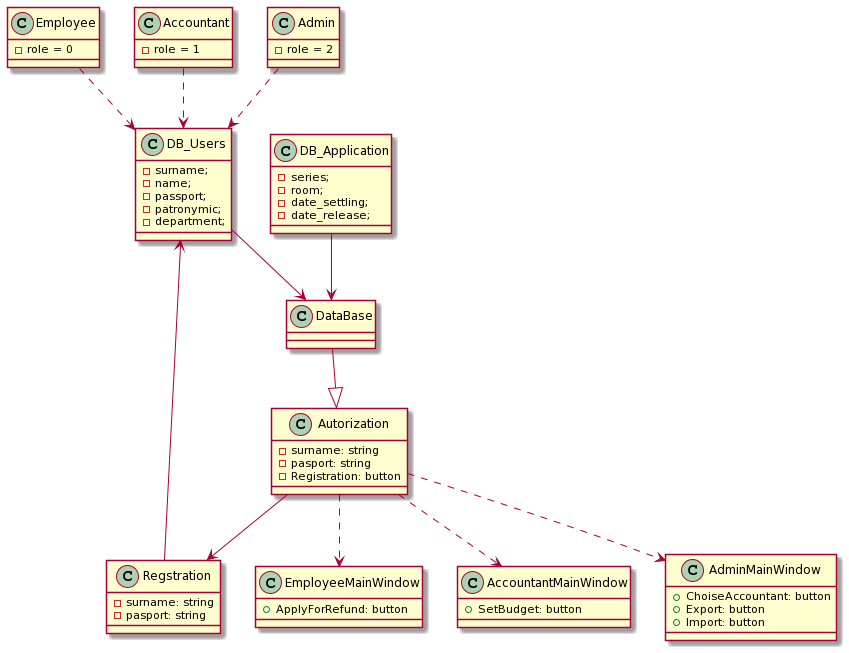 C Employee
role = 0
C Accountant
role = 1
C Admin
role = 2
C DB_Users
surname;
name;
passport;
patronymic;
department;
C DB_Application
series;
room;
date_settling;
date_release;
C DataBase
C Autorization
surname: string
pasport: string
Registration: button
C Regstration
surname: string
pasport: string
C EmployeeMainWindow
ApplyForRefund: button
C AccountantMainWindow
SetBudget: button
C AdminMainWindow
ChoiseAccountant: button
Export: button
Import: button